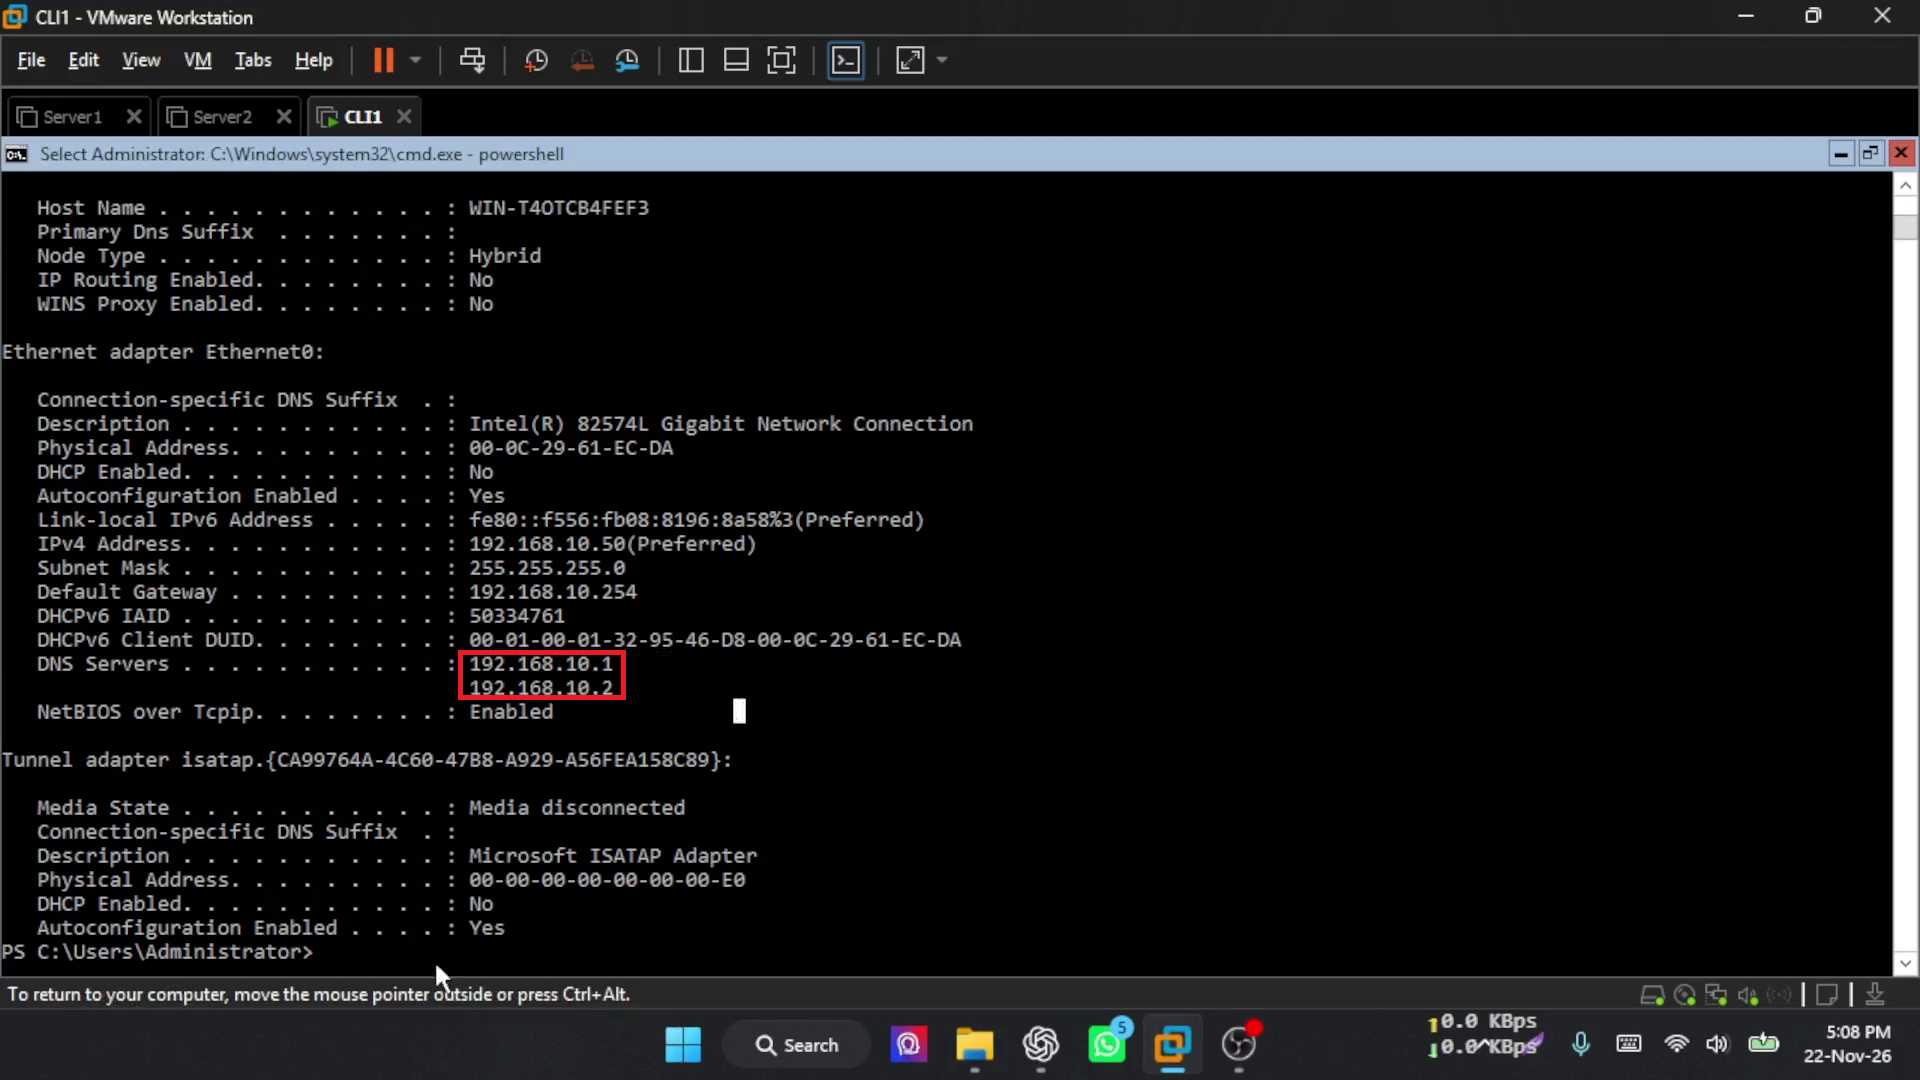 CLI1 - VMware Workstation
File Edit View VM Tabs Help
Server1 Server2 CLI1
Select Administrator: C:\Windows\system32\cmd.exe - powershell
Host Name . . . . . . . . . . . . : WIN-T4OTCB4FEF3
Primary Dns Suffix  . . . . . . . :
Node Type . . . . . . . . . . . . : Hybrid
IP Routing Enabled. . . . . . . . : No
WINS Proxy Enabled. . . . . . . . : No
Ethernet adapter Ethernet0:
Connection-specific DNS Suffix  . :
Description . . . . . . . . . . . : Intel(R) 82574L Gigabit Network Connection
Physical Address. . . . . . . . . : 00-0C-29-61-EC-DA
DHCP Enabled. . . . . . . . . . . : No
Autoconfiguration Enabled . . . . : Yes
Link-local IPv6 Address . . . . . : fe80::f556:fb08:8196:8a58%3(Preferred)
IPv4 Address. . . . . . . . . . . : 192.168.10.50(Preferred)
Subnet Mask . . . . . . . . . . . : 255.255.255.0
Default Gateway . . . . . . . . . : 192.168.10.254
DHCPv6 IAID . . . . . . . . . . . : 50334761
DHCPv6 Client DUID. . . . . . . . : 00-01-00-01-32-95-46-D8-00-0C-29-61-EC-DA
DNS Servers . . . . . . . . . . . : 192.168.10.1
192.168.10.2
NetBIOS over Tcpip. . . . . . . . : Enabled
Tunnel adapter isatap.{CA99764A-4C60-47B8-A929-A56FEA158C89}:
Media State . . . . . . . . . . . : Media disconnected
Connection-specific DNS Suffix  . :
Description . . . . . . . . . . . : Microsoft ISATAP Adapter
Physical Address. . . . . . . . . : 00-00-00-00-00-00-00-E0
DHCP Enabled. . . . . . . . . . . : No
Autoconfiguration Enabled . . . . : Yes
PS C:\Users\Administrator>
To return to your computer, move the mouse pointer outside or press Ctrl+Alt.
Search
5
0.0 KBps
0.0 KBps
5:08 PM
22-Nov-26